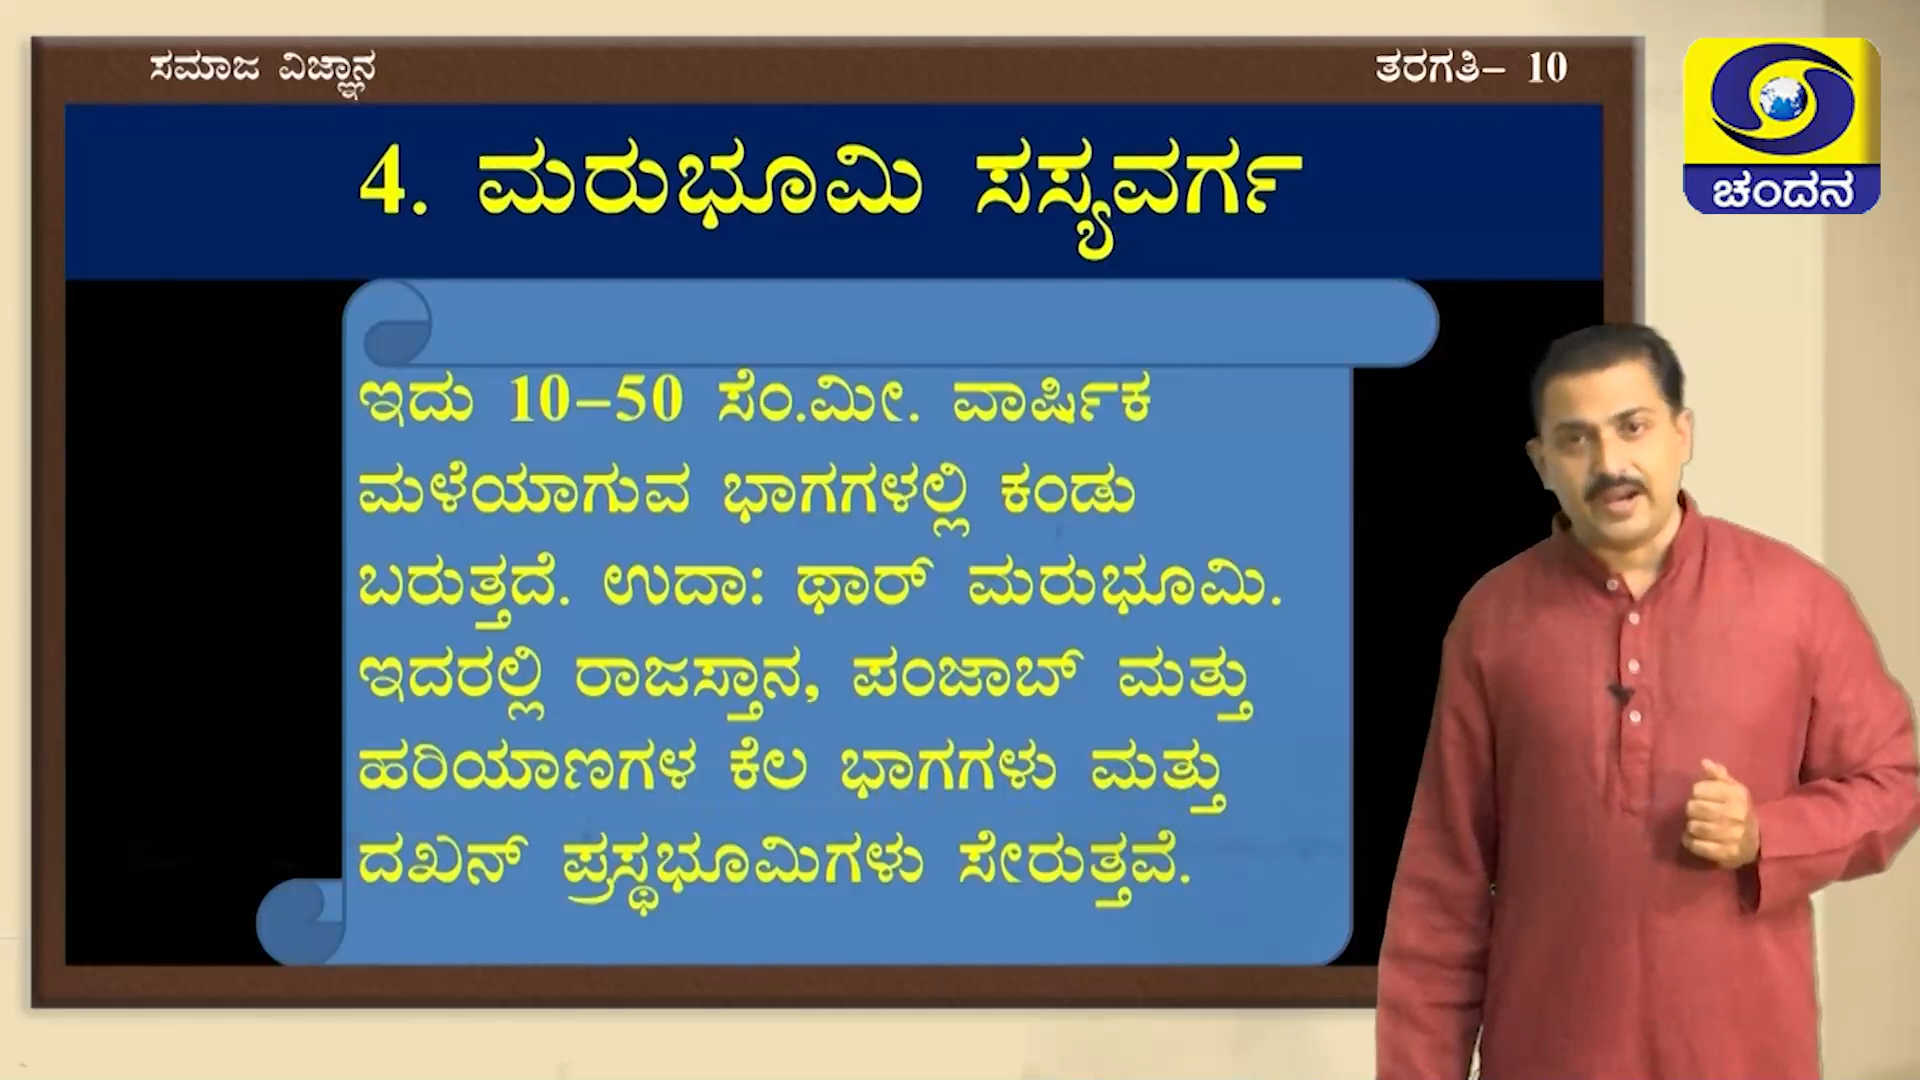 ಸಮಾಜ ವಿಜ್ಞಾನ
ತರಗತಿ– 10
ಚಂದನ
4. ಮರುಭೂಮಿ ಸಸ್ಯವರ್ಗ
ಇದು 10–50 ಸೆಂ.ಮೀ. ವಾರ್ಷಿಕ
ಮಳೆಯಾಗುವ ಭಾಗಗಳಲ್ಲಿ ಕಂಡು
ಬರುತ್ತದೆ. ಉದಾ: ಥಾರ್ ಮರುಭೂಮಿ.
ಇದರಲ್ಲಿ ರಾಜಸ್ತಾನ, ಪಂಜಾಬ್ ಮತ್ತು
ಹರಿಯಾಣಗಳ ಕೆಲ ಭಾಗಗಳು ಮತ್ತು
ದಖನ್ ಪ್ರಸ್ಥಭೂಮಿಗಳು ಸೇರುತ್ತವೆ.